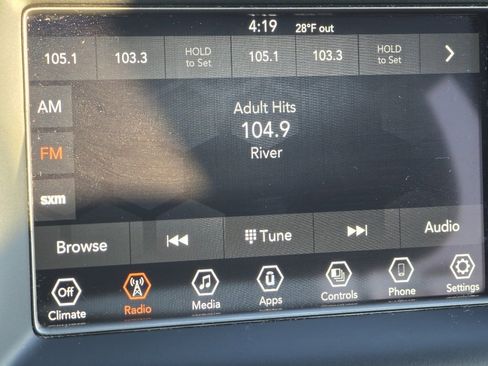 4:19 28°F out
105.1 103.3 HOLD to Set 105.1 103.3 HOLD to Set
AM
Adult Hits
104.9
FM
River
sxm
Browse Tune Audio
Off
Climate Radio Media Apps Controls Phone Settings